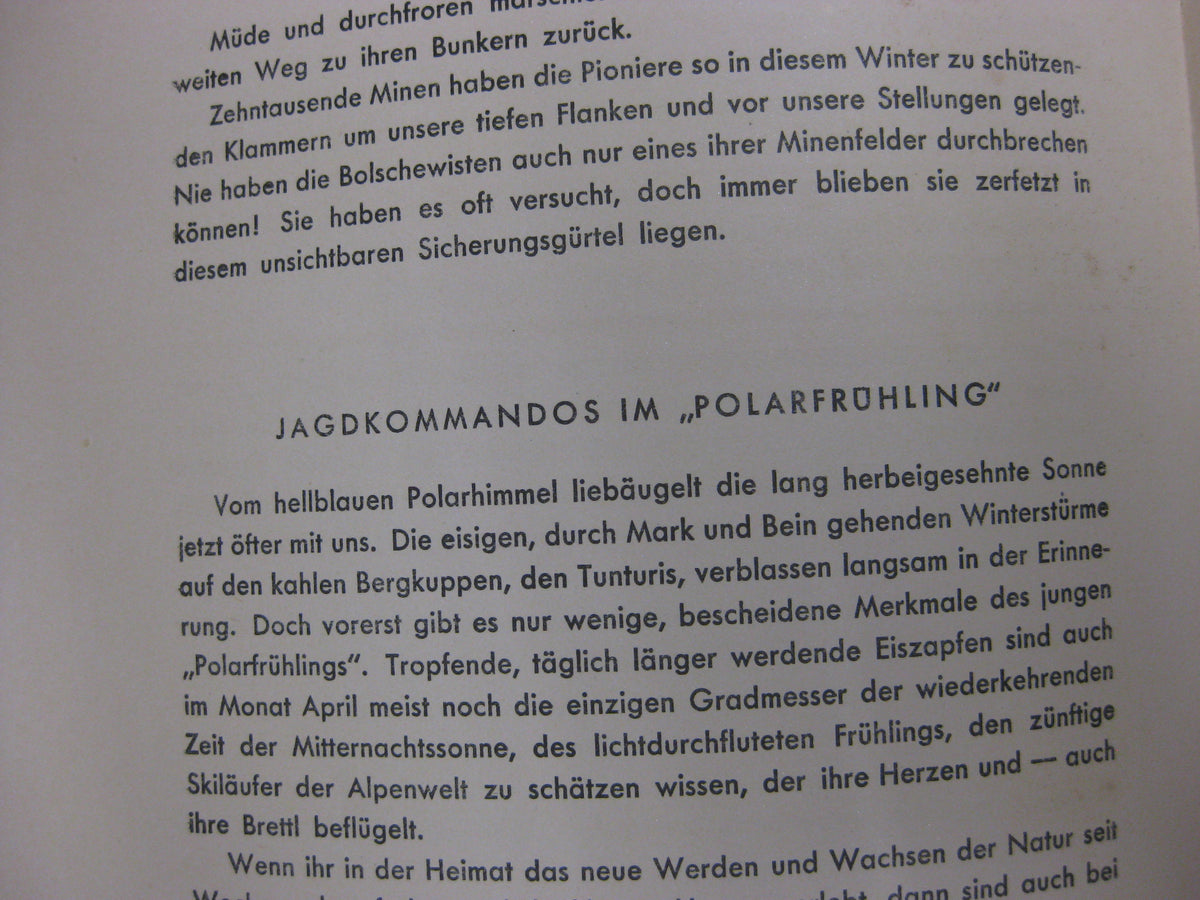 Müde und durchfroren
weiten Weg zu ihren Bunkern zurück.
Zehntausende Minen haben die Pioniere so in diesem Winter zu schützen-
den Klammern um unsere tiefen Flanken und vor unsere Stellungen gelegt.
Nie haben die Bolschewisten auch nur eines ihrer Minenfelder durchbrechen
können! Sie haben es oft versucht, doch immer blieben sie zerfetzt in
diesem unsichtbaren Sicherungsgürtel liegen.
JAGDKOMMANDOS IM „POLARFRÜHLING“
Vom hellblauen Polarhimmel liebäugelt die lang herbeigesehnte Sonne
jetzt öfter mit uns. Die eisigen, durch Mark und Bein gehenden Winterstürme
auf den kahlen Bergkuppen, den Tunturis, verblassen langsam in der Erinne-
rung. Doch vorerst gibt es nur wenige, bescheidene Merkmale des jungen
„Polarfrühlings“. Tropfende, täglich länger werdende Eiszapfen sind auch
im Monat April meist noch die einzigen Gradmesser der wiederkehrenden
Zeit der Mitternachtssonne, des lichtdurchfluteten Frühlings, den zünftige
Skiläufer der Alpenwelt zu schätzen wissen, der ihre Herzen und — auch
ihre Brettl beflügelt.
Wenn ihr in der Heimat das neue Werden und Wachsen der Natur seit
dann sind auch bei